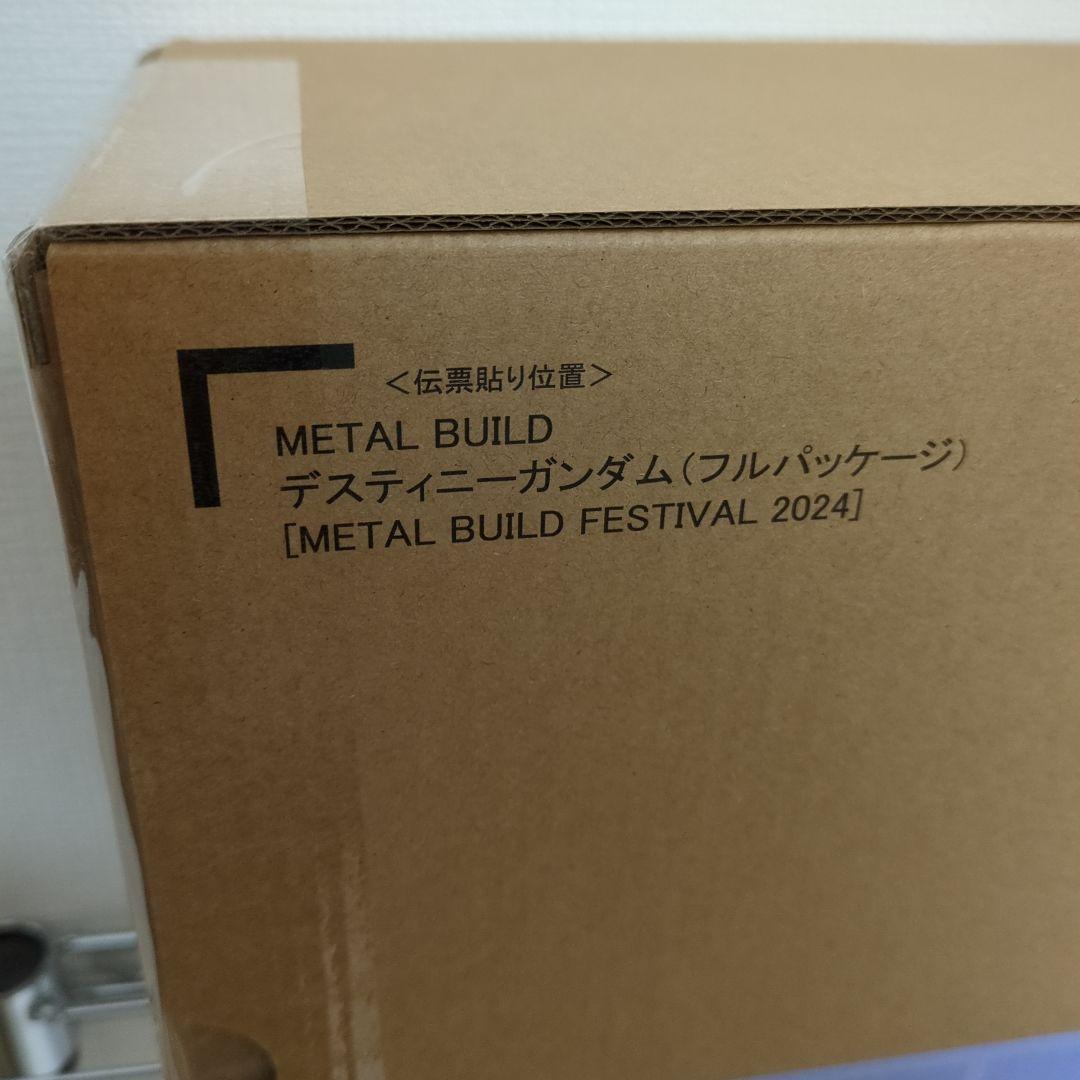 ＜伝票貼り位置＞
METAL BUILD
デスティニーガンダム（フルパッケージ）
[METAL BUILD FESTIVAL 2024]